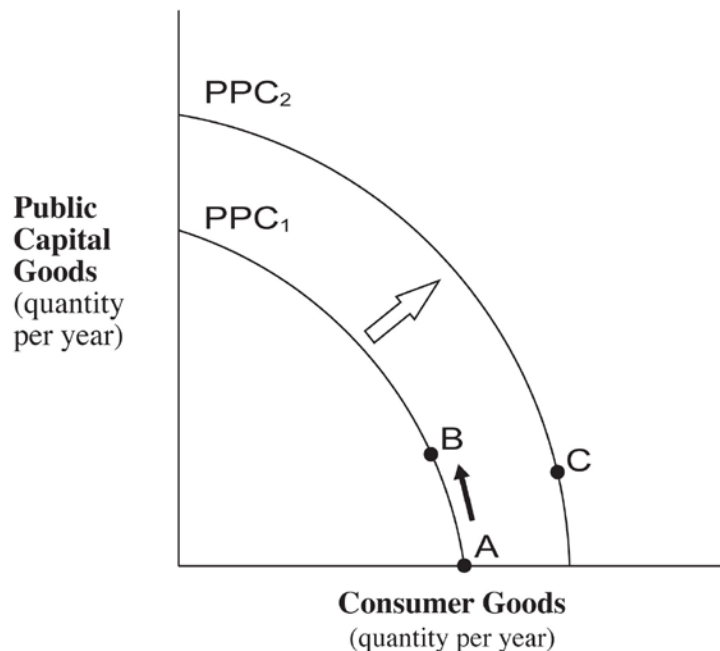 PPC₂
PPC₁
Public
Capital
Goods
(quantity
per year)
B
C
A
Consumer Goods
(quantity per year)